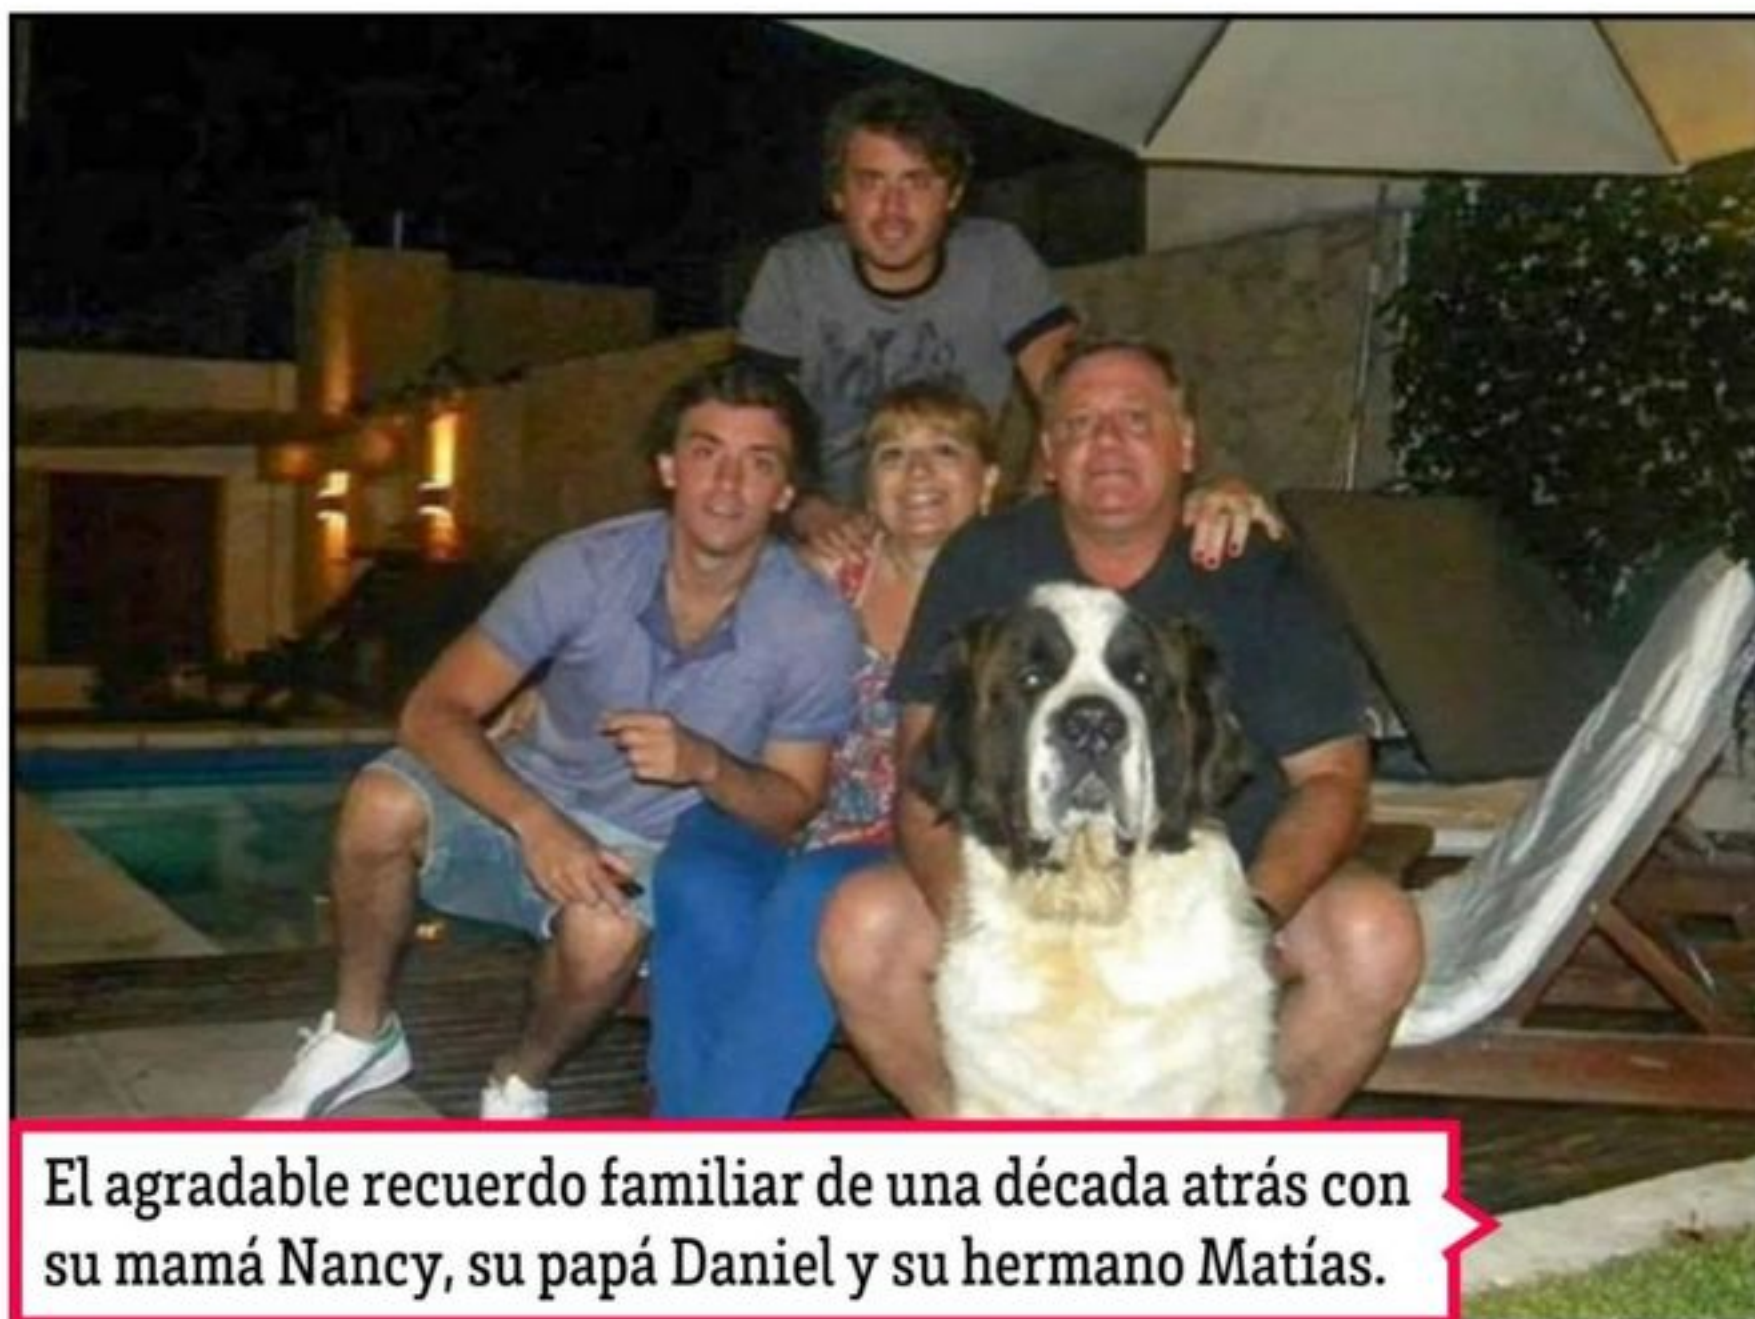 El agradable recuerdo familiar de una década atrás con
su mamá Nancy, su papá Daniel y su hermano Matías.